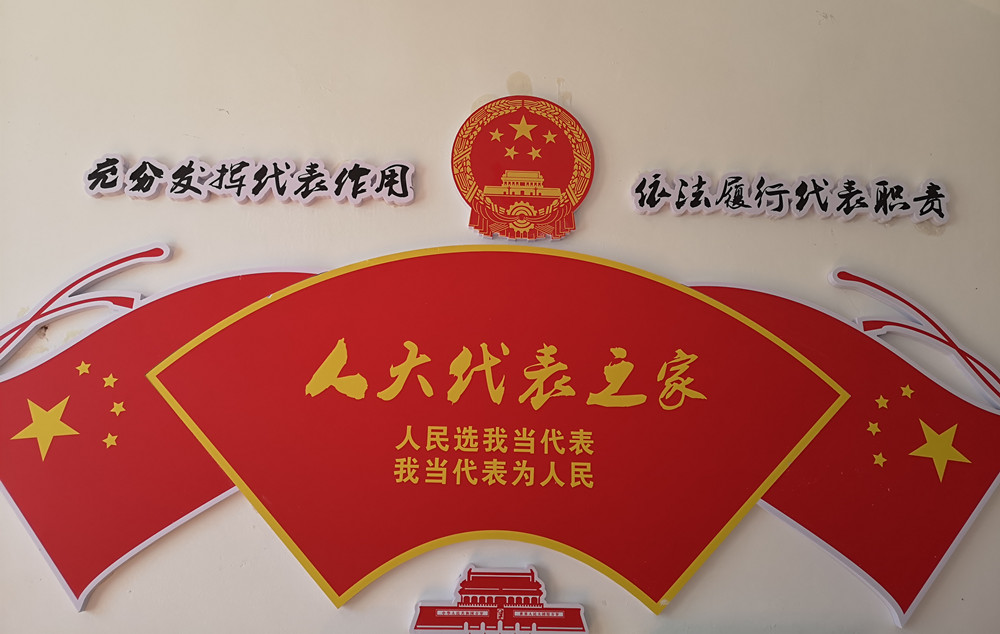 充分发挥代表作用
依法履行代表职责
人大代表之家
人民选我当代表
我当代表为人民